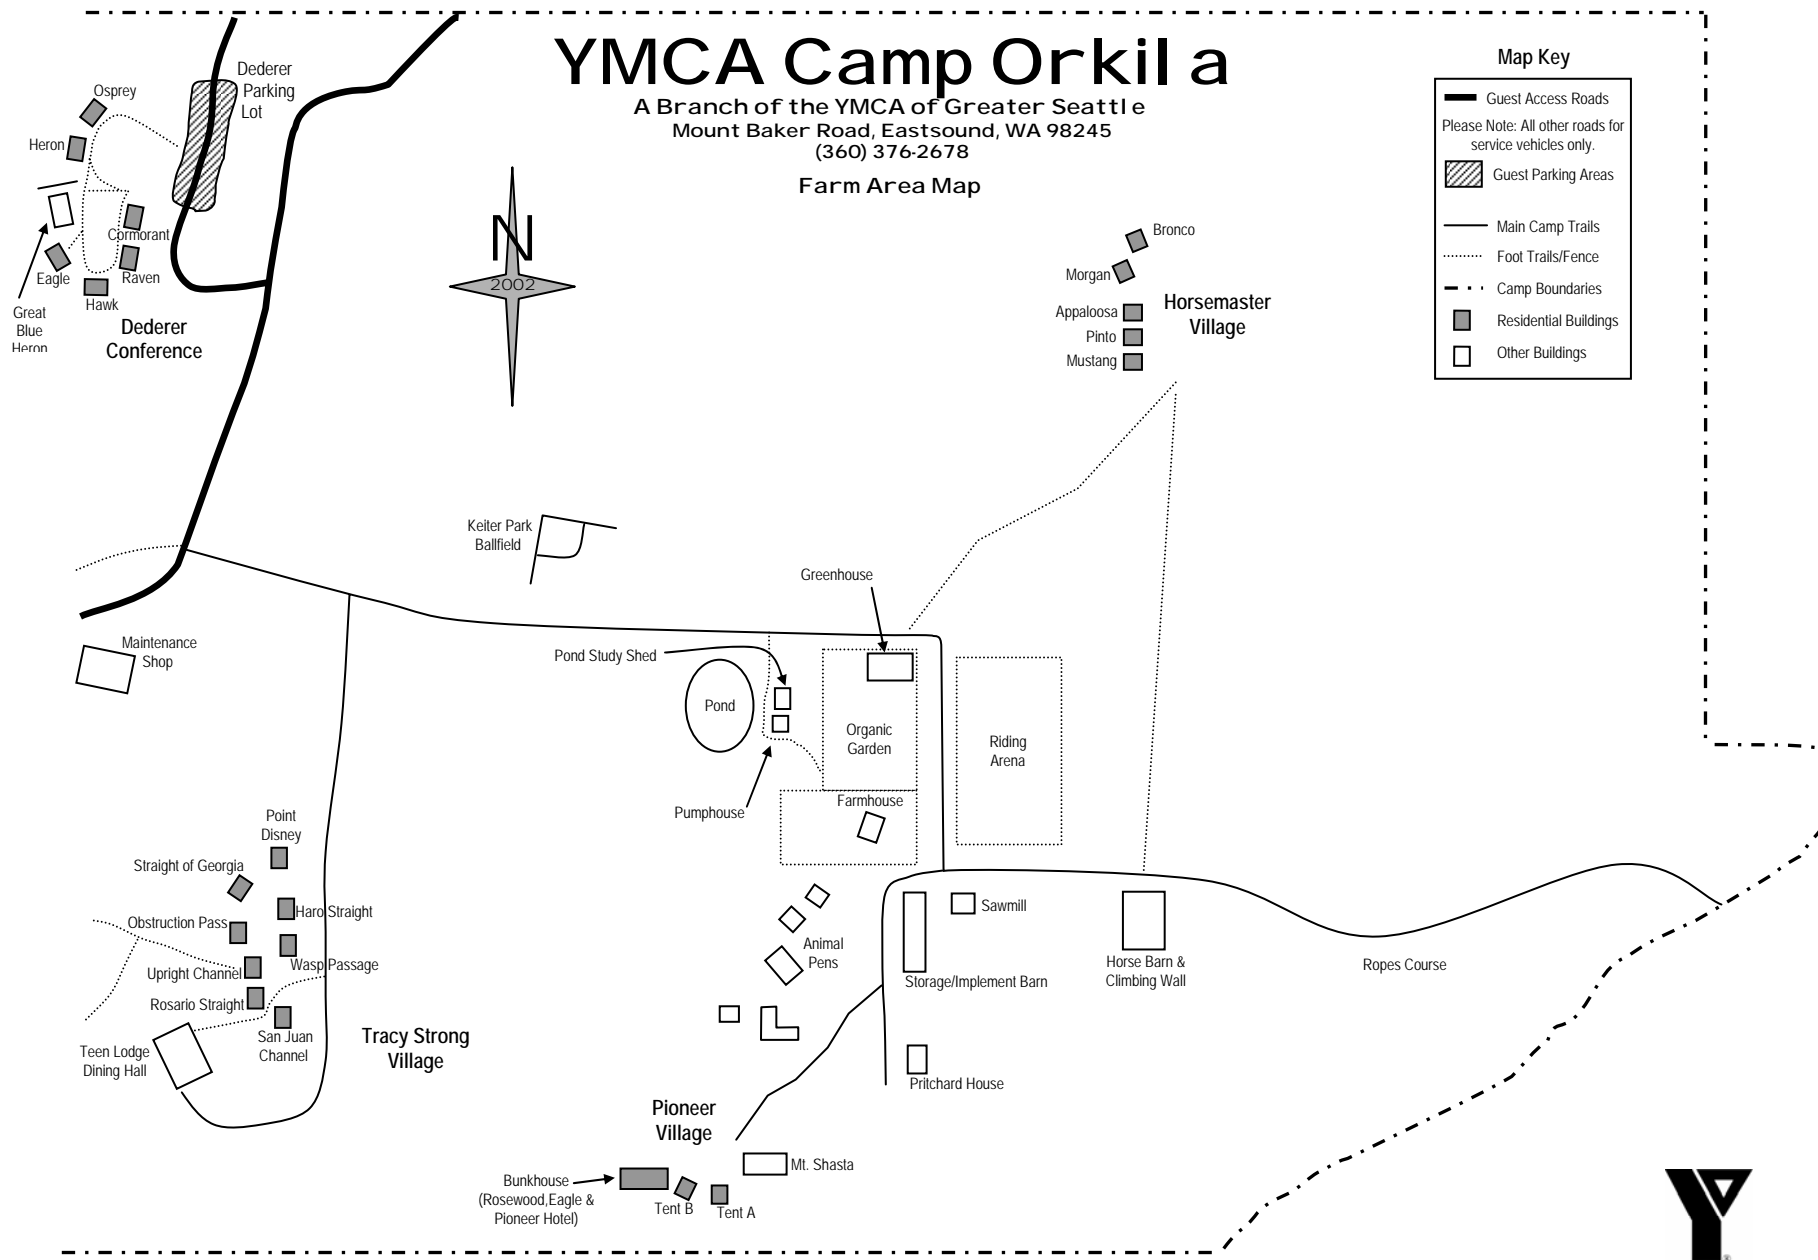 YMCA Camp Orkila
A Branch of the YMCA of Greater Seattle
Mount Baker Road, Eastsound, WA 98245
(360) 376-2678
Farm Area Map
Map Key
Guest Access Roads
Please Note: All other roads for
service vehicles only.
Guest Parking Areas
Main Camp Trails
Foot Trails/Fence
Camp Boundaries
Residential Buildings
Other Buildings
Dederer
Parking
Lot
Osprey
Heron
Cormorant
Eagle
Raven
Hawk
Great
Blue
Heron
Dederer
Conference
N
2002
Bronco
Morgan
Appaloosa
Pinto
Mustang
Horsemaster
Village
Keiter Park
Ballfield
Greenhouse
Maintenance
Shop
Pond Study Shed
Pond
Organic
Garden
Riding
Arena
Pumphouse
Farmhouse
Point
Disney
Straight of Georgia
Haro Straight
Obstruction Pass
Wasp Passage
Upright Channel
Rosario Straight
San Juan
Channel
Teen Lodge
Dining Hall
Tracy Strong
Village
Animal
Pens
Sawmill
Storage/Implement Barn
Horse Barn &
Climbing Wall
Ropes Course
Pritchard House
Pioneer
Village
Mt. Shasta
Bunkhouse
(Rosewood,Eagle &
Pioneer Hotel)
Tent B
Tent A
Y
®